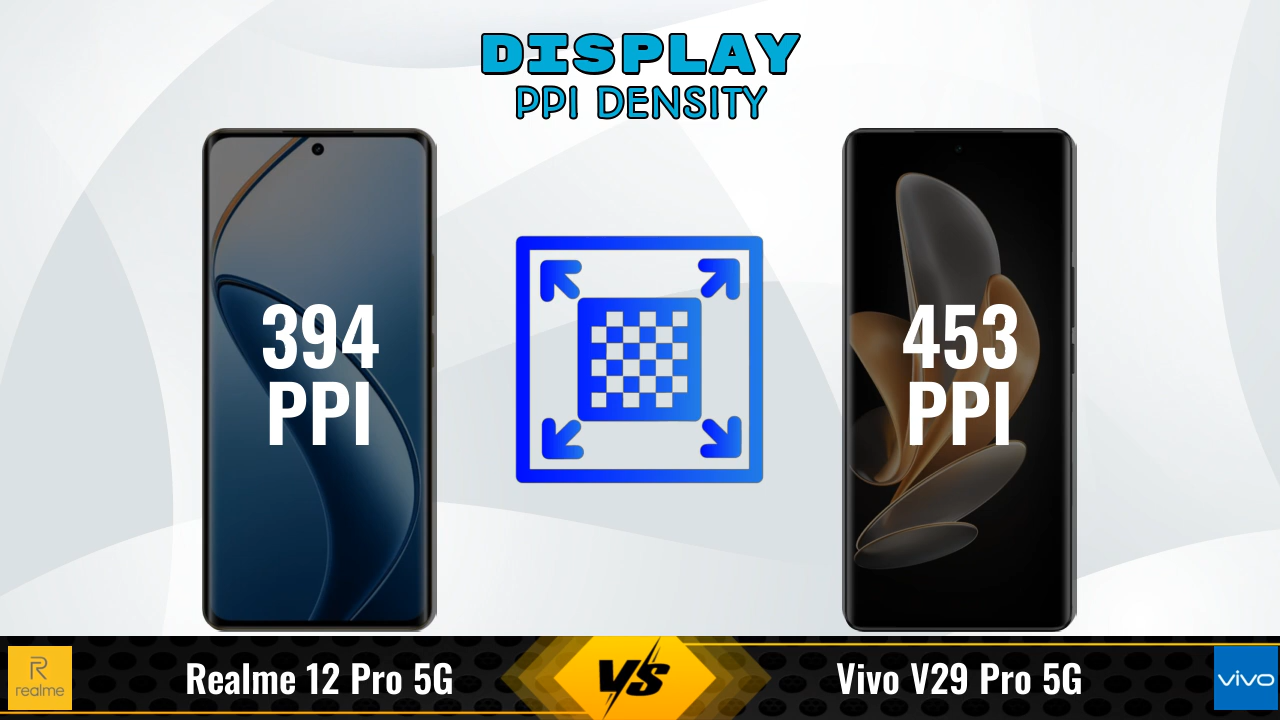 DISPLAY
PPI DENSITY
394
PPI
453
PPI
R
realme
Realme 12 Pro 5G
VS
Vivo V29 Pro 5G
vivo